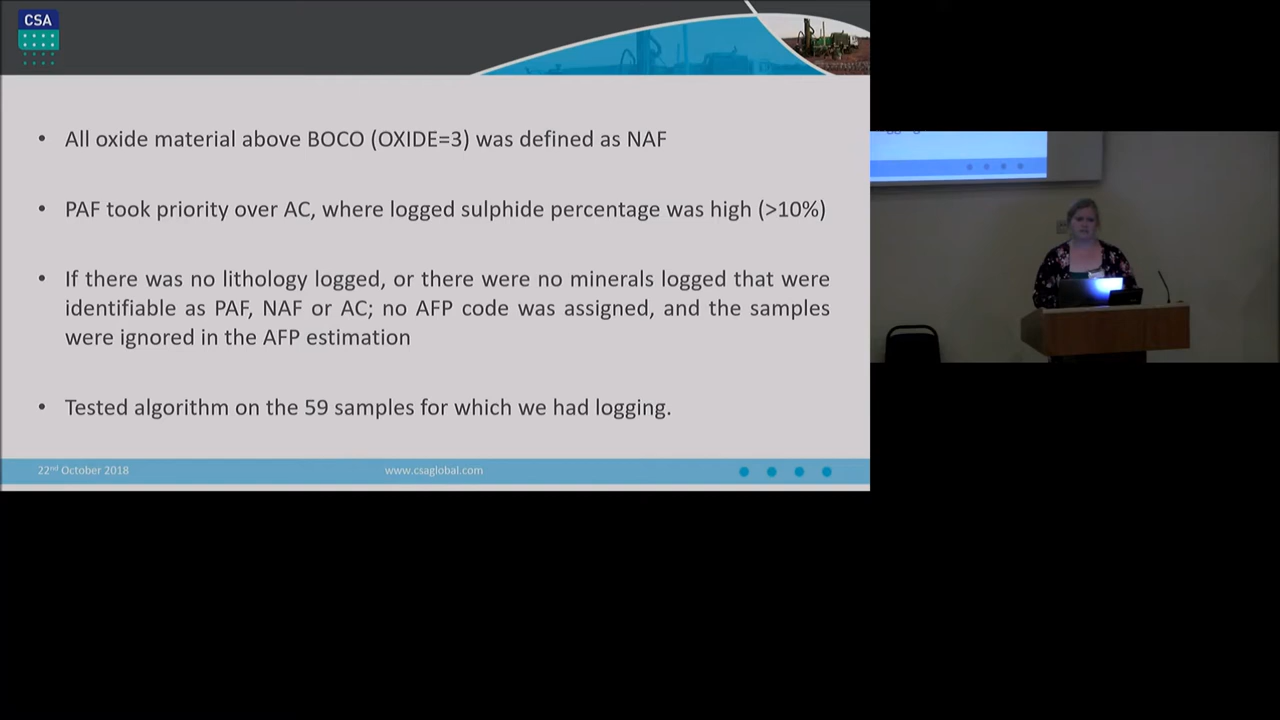 CSA
• All oxide material above BOCO (OXIDE=3) was defined as NAF
• PAF took priority over AC, where logged sulphide percentage was high (>10%)
• If there was no lithology logged, or there were no minerals logged that were
identifiable as PAF, NAF or AC; no AFP code was assigned, and the samples
were ignored in the AFP estimation
• Tested algorithm on the 59 samples for which we had logging.
22nd October 2018
www.csaglobal.com